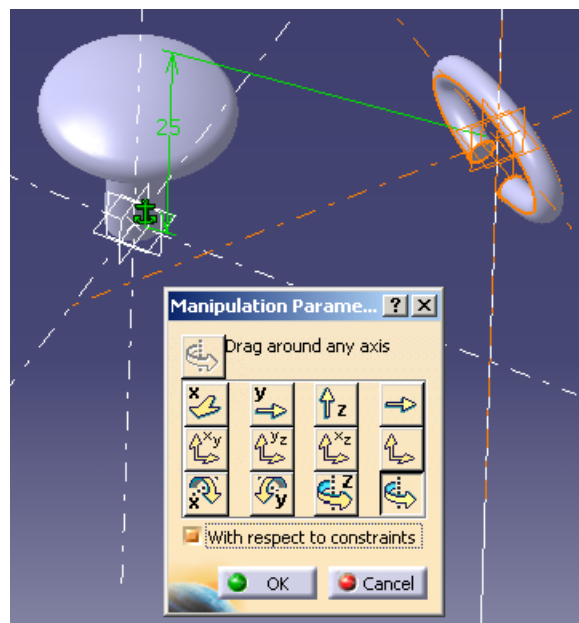 25
Manipulation Parame...
Drag around any axis
x
y
z
xy
yz
xz
x
y
z
With respect to constraints
OK
Cancel